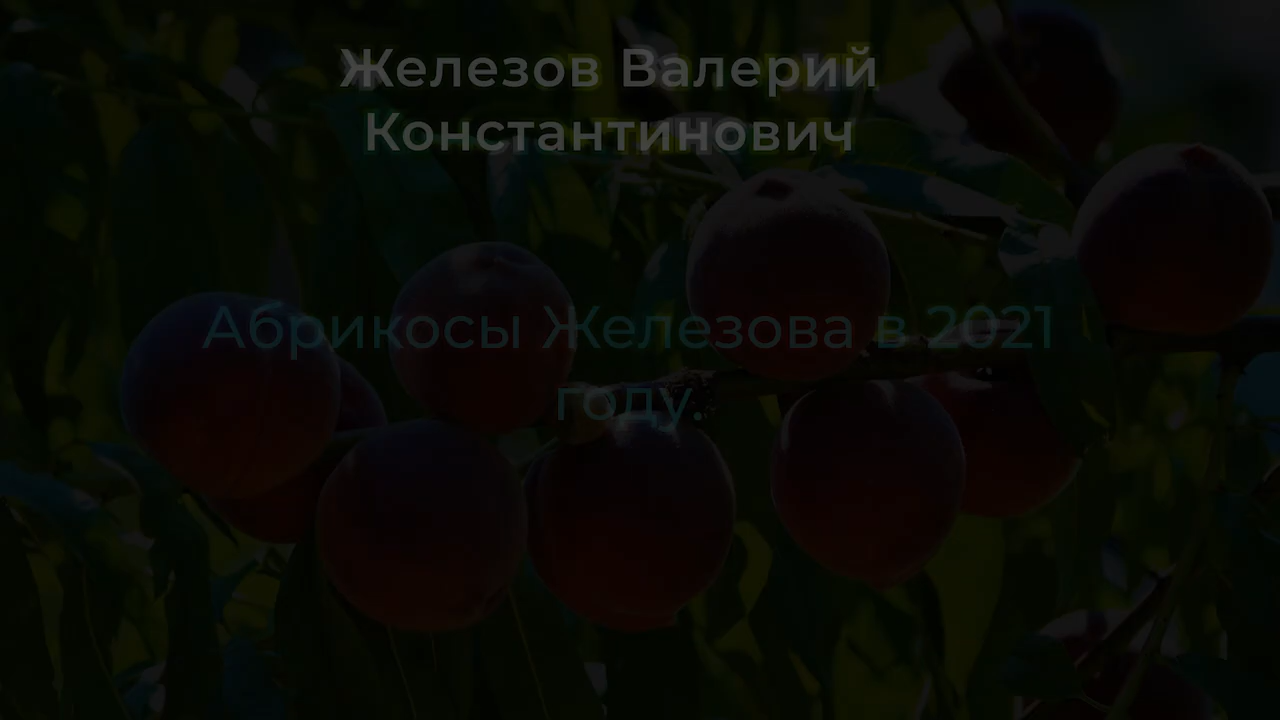 Железов Валерий
Константинович
Абрикосы Железова в 2021
году.